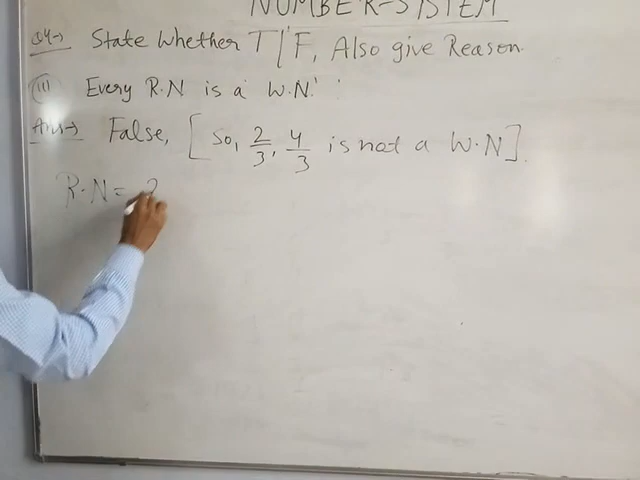 NUMBER-SYSTEM
Q4→ State Whether T/F, Also give Reason.
(iii) Every R.N is a W.N.
Ans→ False, [So, 2/3, 4/3 is not a W.N].
R.N =